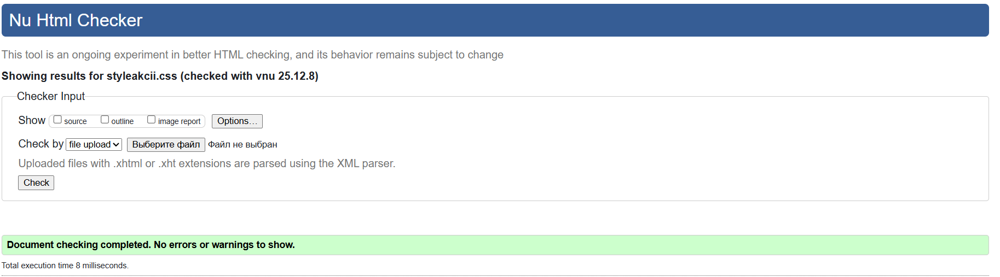 Nu Html Checker
This tool is an ongoing experiment in better HTML checking, and its behavior remains subject to change
Showing results for styleakcii.css (checked with vnu 25.12.8)
Checker Input
Show source outline image report Options…
Check by file upload Выберите файл Файл не выбран
Uploaded files with .xhtml or .xht extensions are parsed using the XML parser.
Check
Document checking completed. No errors or warnings to show.
Total execution time 8 milliseconds.